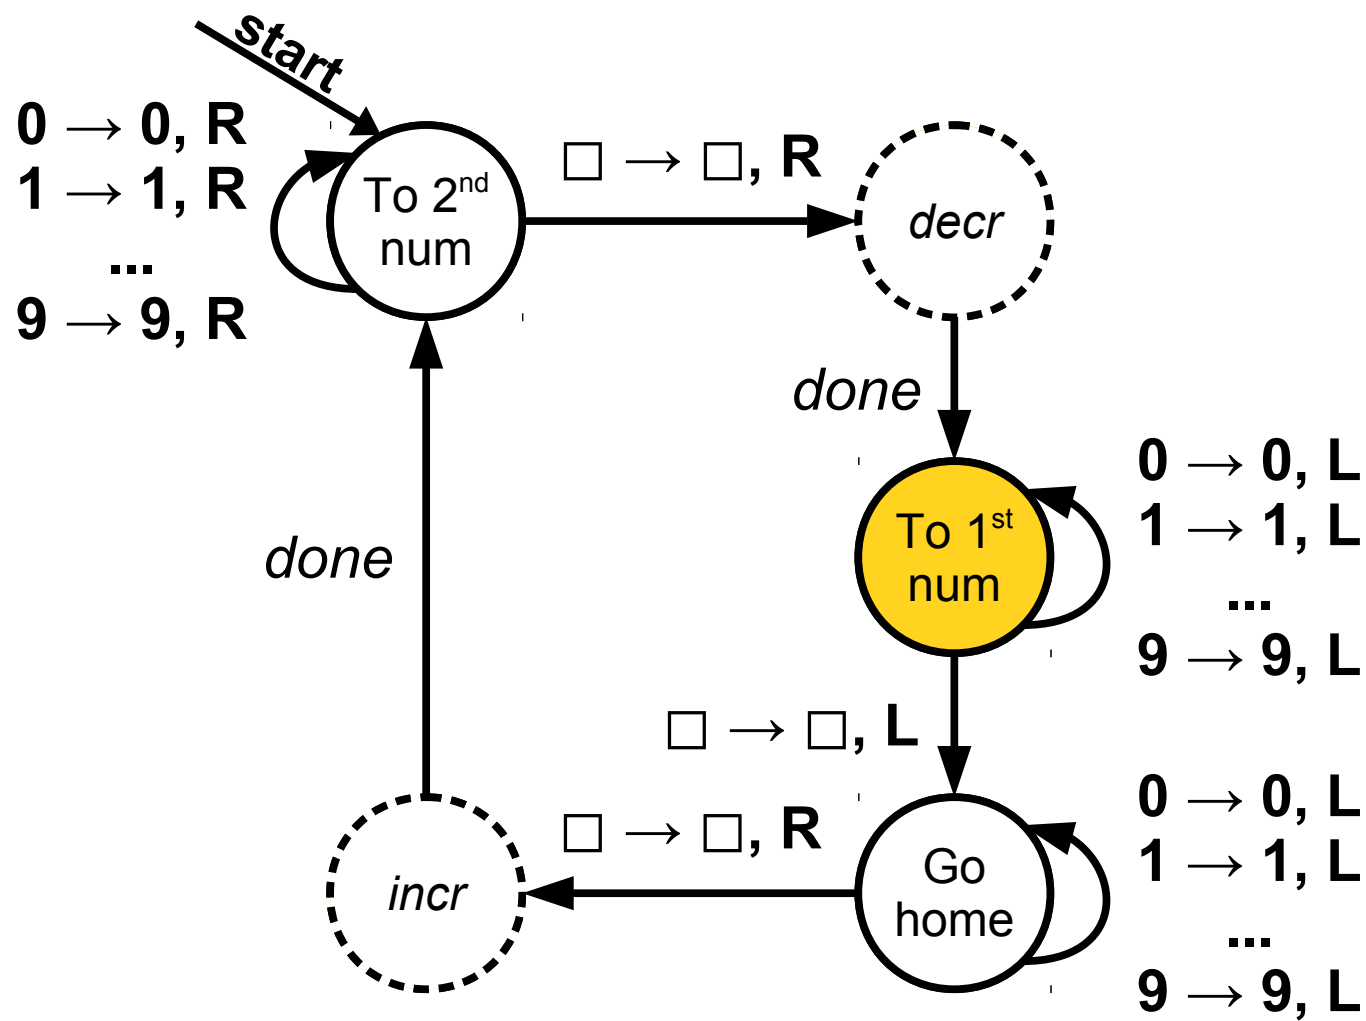 start
0 → 0, R
1 → 1, R
...
9 → 9, R
To 2nd
num
□ → □, R
decr
done
To 1st
num
0 → 0, L
1 → 1, L
...
9 → 9, L
□ → □, L
Go
home
0 → 0, L
1 → 1, L
...
9 → 9, L
□ → □, R
incr
done